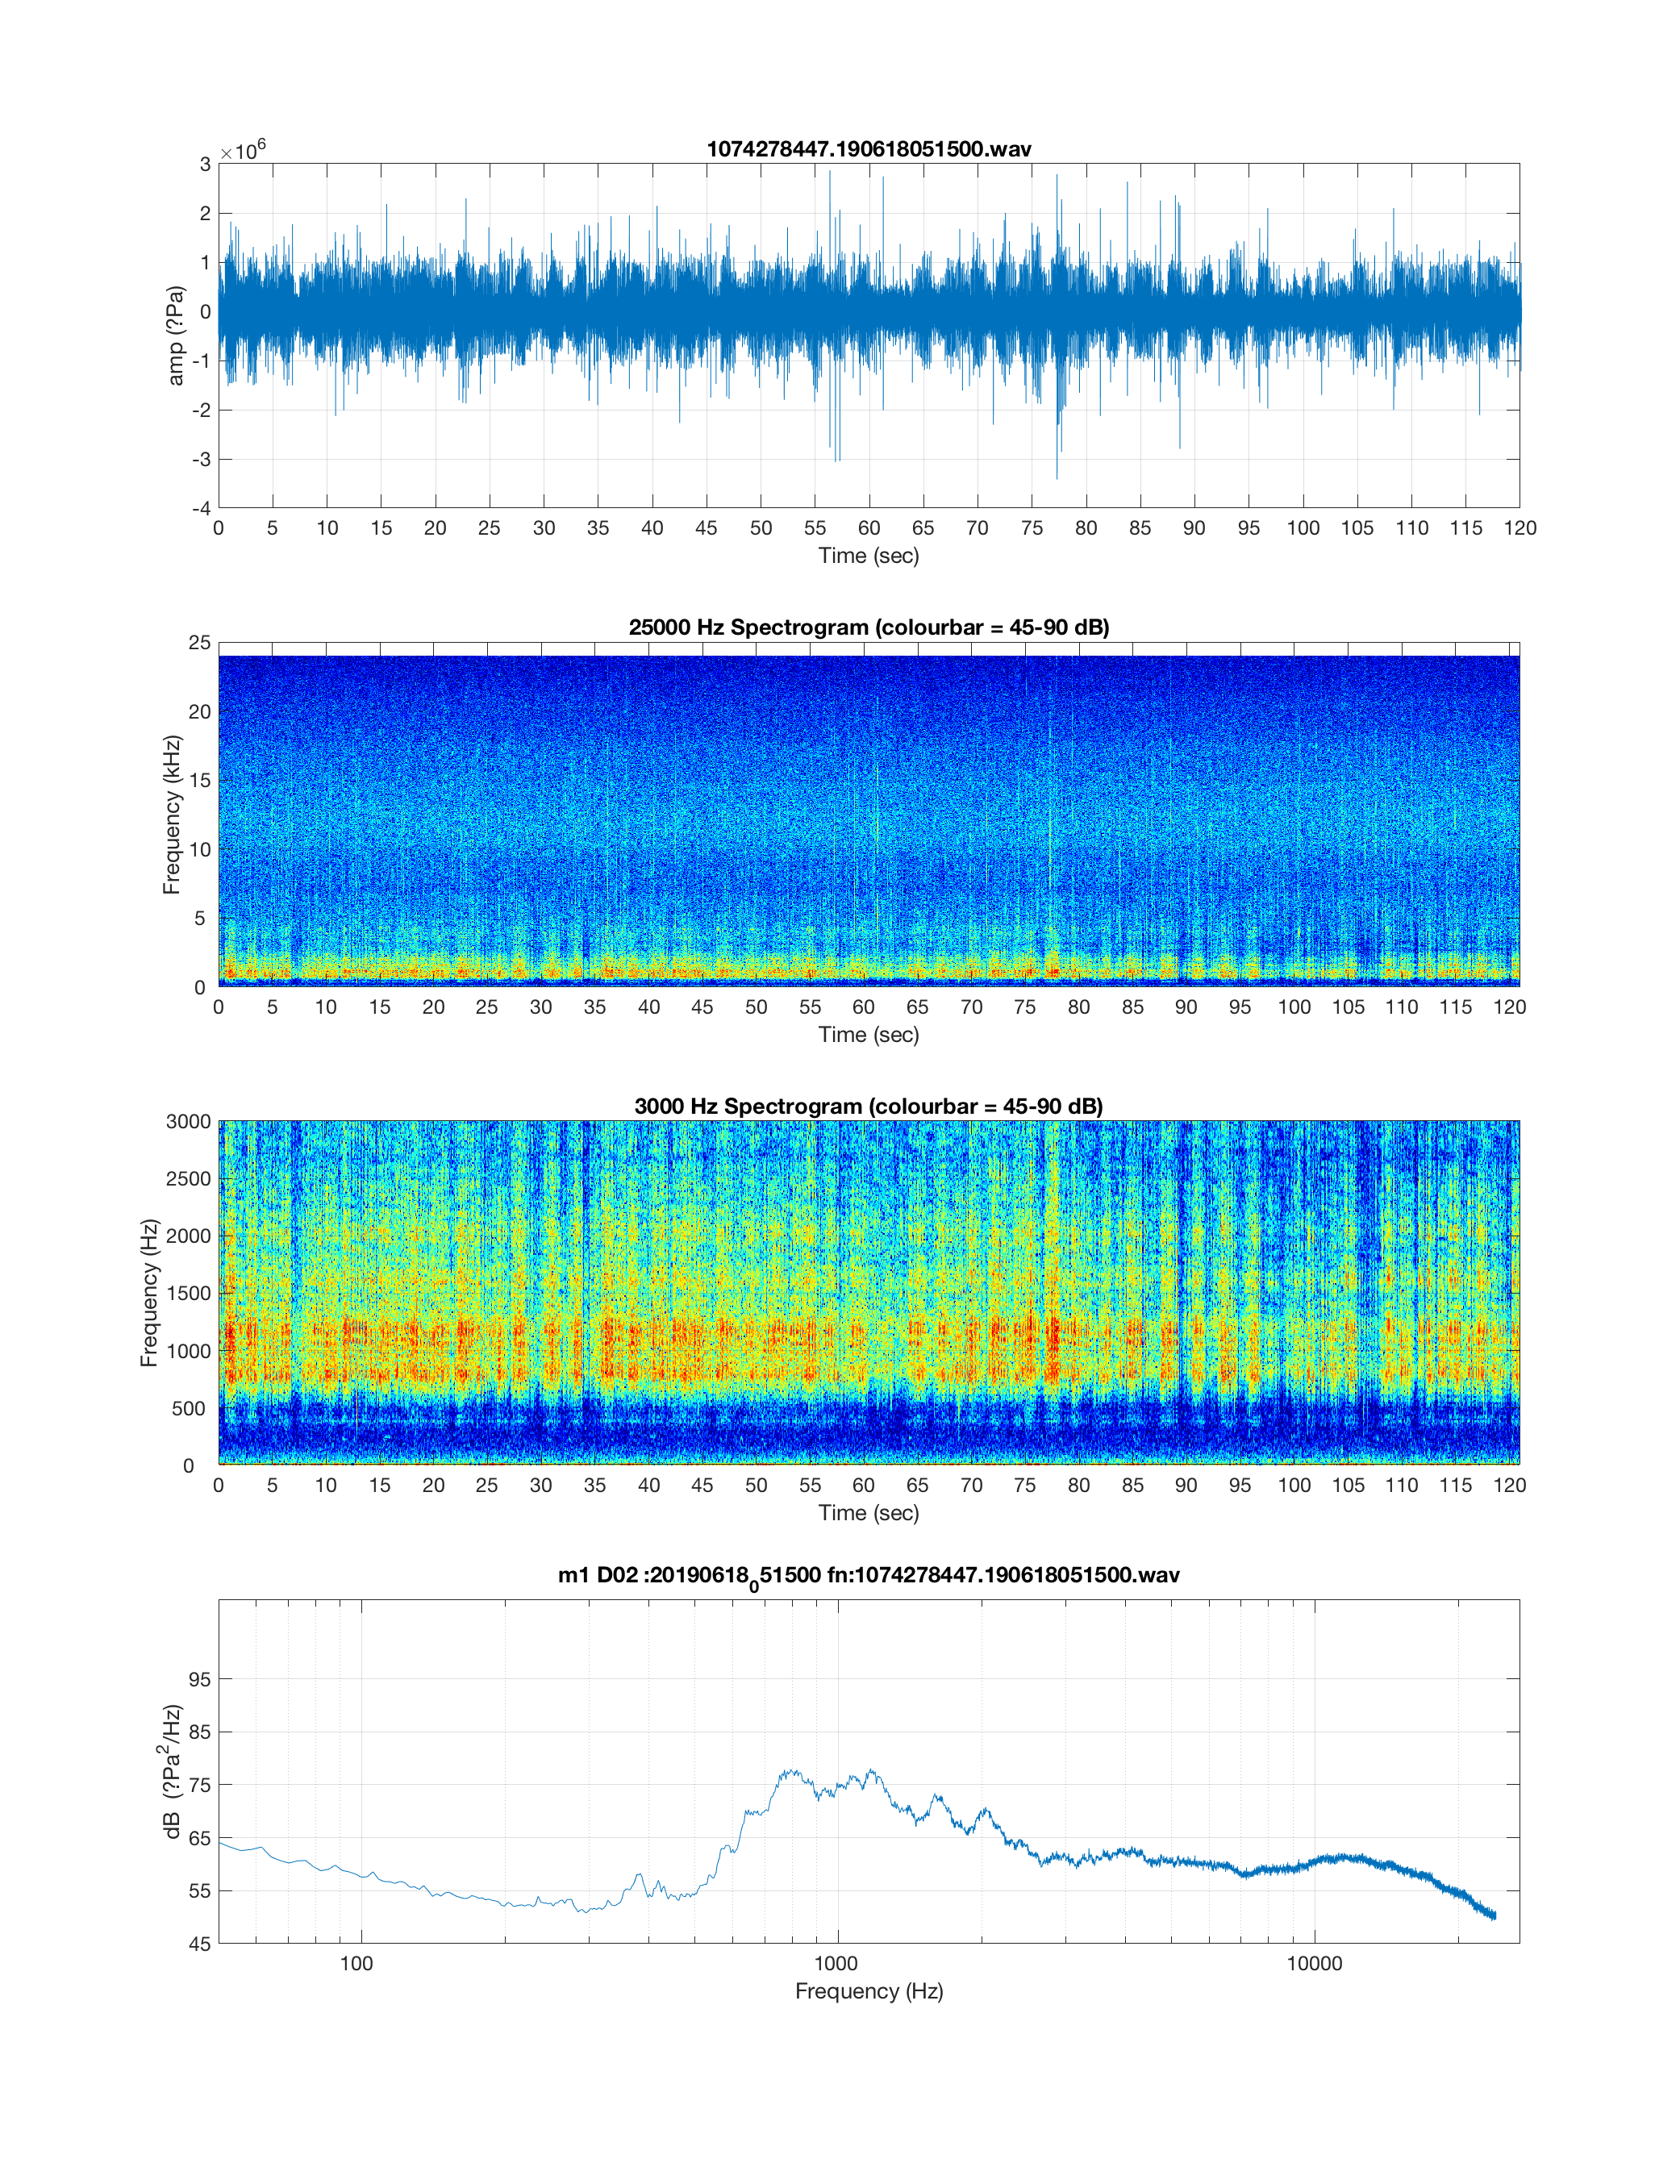 1074278447.190618051500.wav
×10^6
3
2
1
0
-1
-2
-3
-4
amp (?Pa)
0 5 10 15 20 25 30 35 40 45 50 55 60 65 70 75 80 85 90 95 100 105 110 115 120
Time (sec)
25000 Hz Spectrogram (colourbar = 45-90 dB)
25
20
15
10
5
0
Frequency (kHz)
0 5 10 15 20 25 30 35 40 45 50 55 60 65 70 75 80 85 90 95 100 105 110 115 120
Time (sec)
3000 Hz Spectrogram (colourbar = 45-90 dB)
3000
2500
2000
1500
1000
500
0
Frequency (Hz)
0 5 10 15 20 25 30 35 40 45 50 55 60 65 70 75 80 85 90 95 100 105 110 115 120
Time (sec)
m1 D02 :20190618_051500 fn:1074278447.190618051500.wav
95
85
75
65
55
45
dB (?Pa^2/Hz)
100 1000 10000
Frequency (Hz)